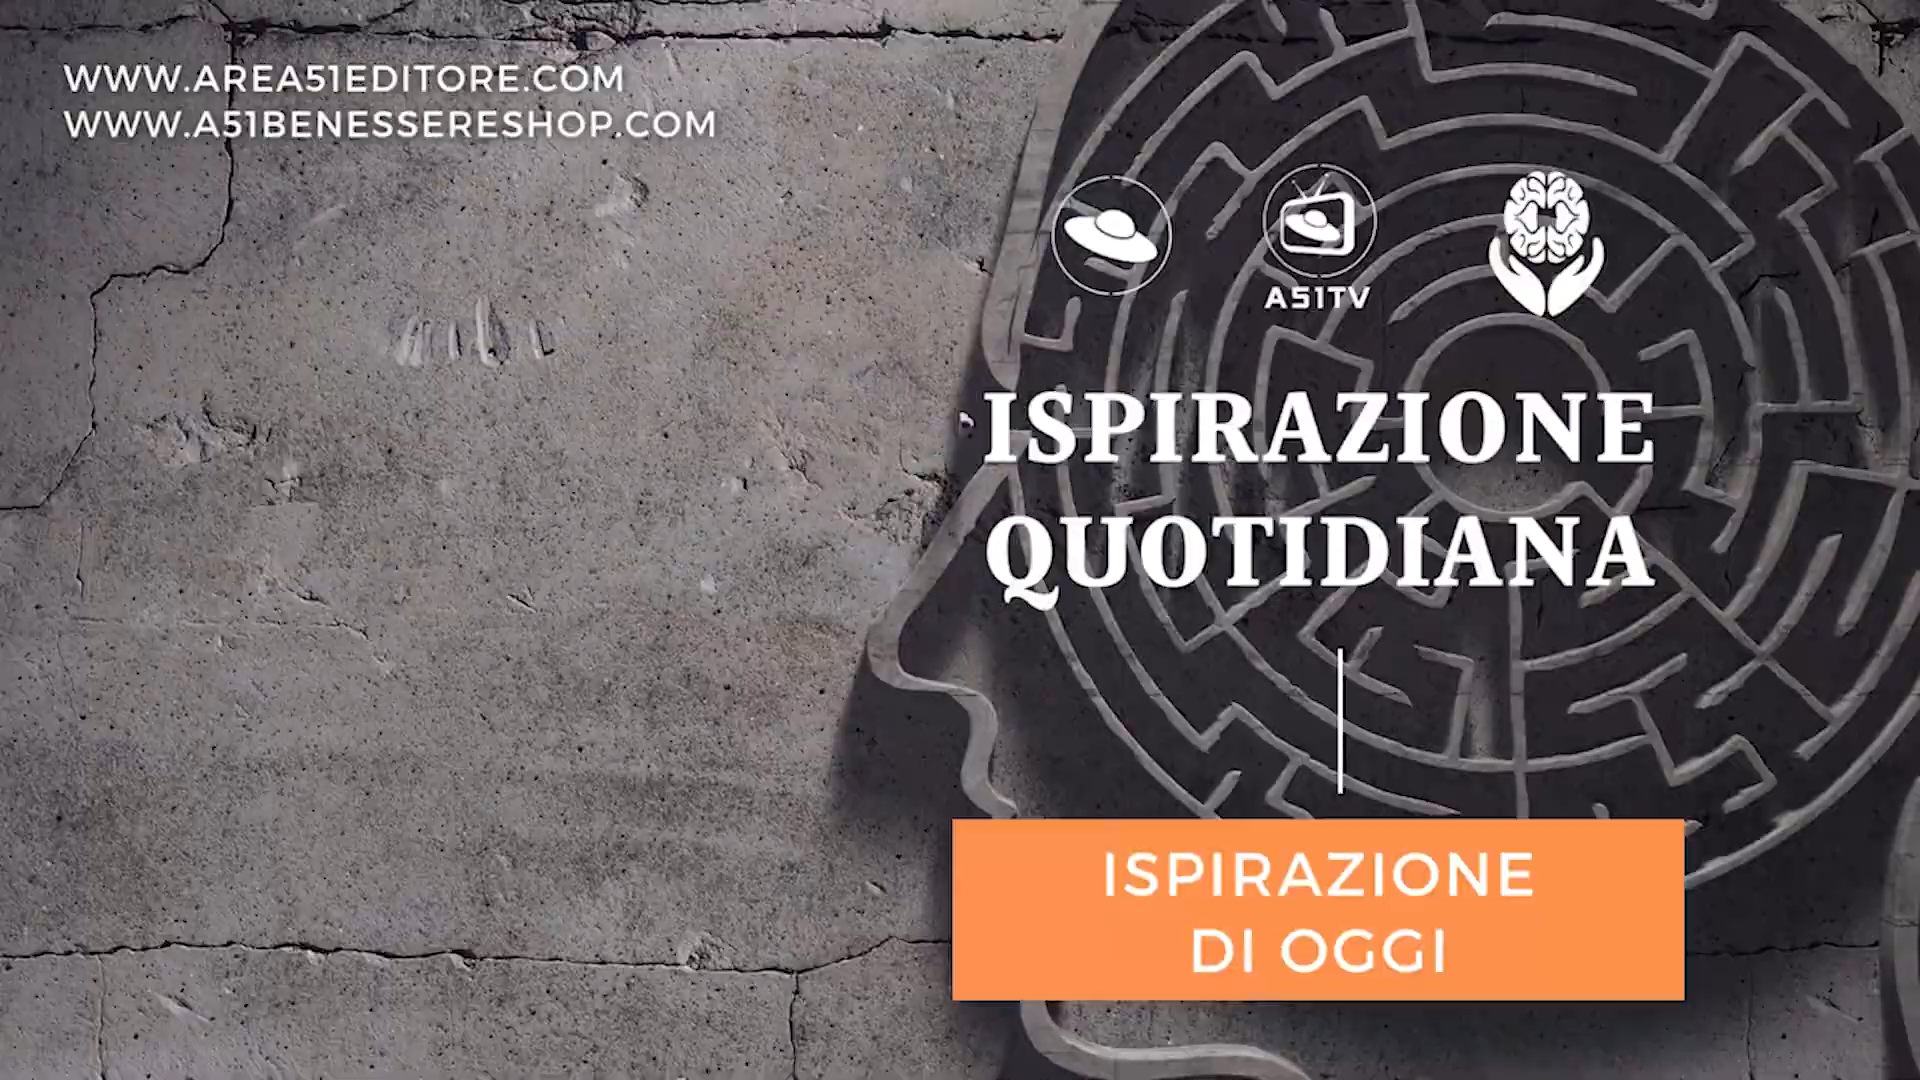 WWW.AREA51EDITORE.COM
WWW.A51BENESSERESHOP.COM
A51TV
ISPIRAZIONE
QUOTIDIANA
ISPIRAZIONE
DI OGGI